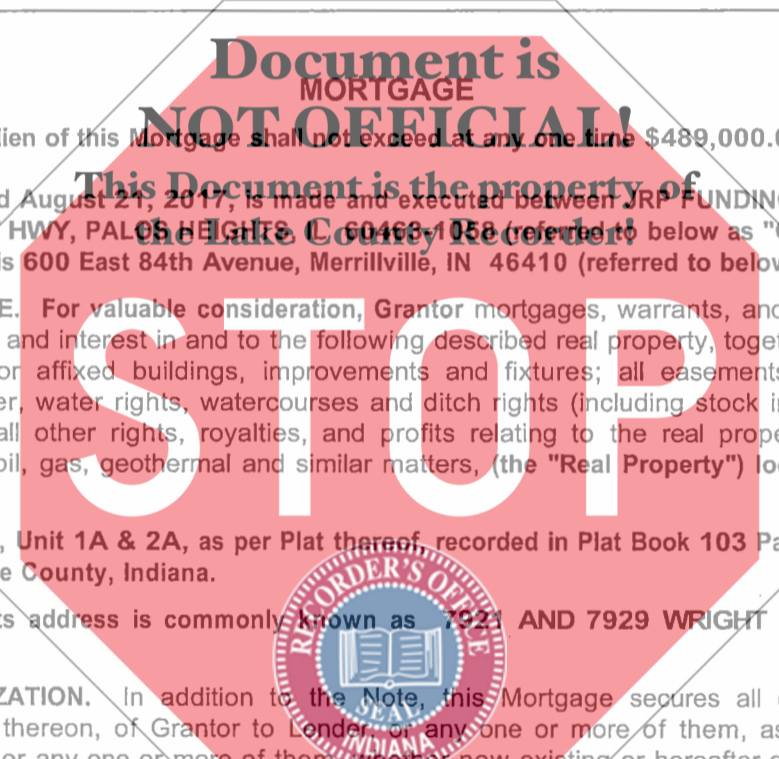 Document is
MORTGAGE
NOT OFFICIAL!
lien of this Mortgage shall not exceed at any one time $489,000.0
This Document is the property of
d August 21, 2017, is made and executed between JRP FUNDING
the Lake County Recorder!
HWY, PALOS HEIGHTS, IL 60463-1058 (referred to below as "G
is 600 East 84th Avenue, Merrillville, IN 46410 (referred to below
E. For valuable consideration, Grantor mortgages, warrants, and
and interest in and to the following described real property, toget
or affixed buildings, improvements and fixtures; all easements
er, water rights, watercourses and ditch rights (including stock in
all other rights, royalties, and profits relating to the real prope
oil, gas, geothermal and similar matters, (the "Real Property") loc
STOP
, Unit 1A & 2A, as per Plat thereof, recorded in Plat Book 103 Pa
e County, Indiana.
RECORDER'S OFFICE
ts address is commonly known as 7921 AND 7929 WRIGHT
ZATION. In addition to the Note, this Mortgage secures all
SEAL
thereon, of Grantor to Lender, or any one or more of them, as
INDIANA
or any one or more of them, whether now existing or hereafter